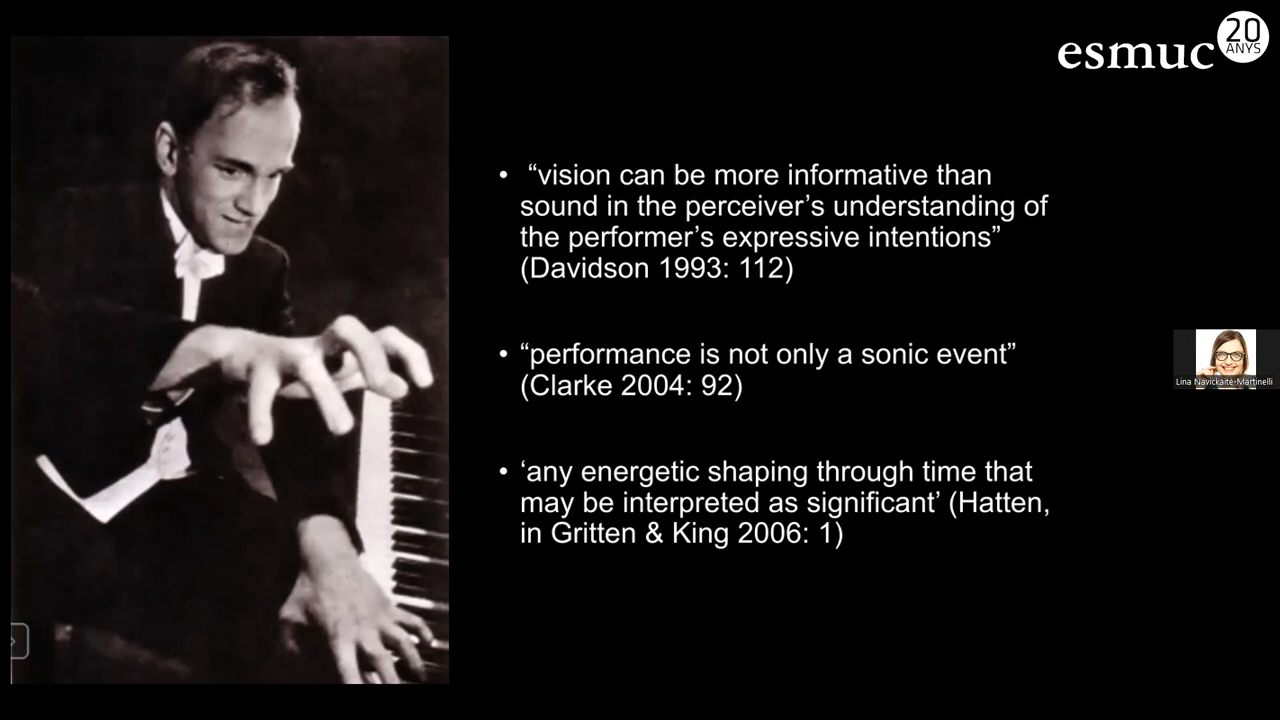 esmuc
20
ANYS
• “vision can be more informative than
sound in the perceiver’s understanding of
the performer’s expressive intentions”
(Davidson 1993: 112)
• “performance is not only a sonic event”
(Clarke 2004: 92)
• ‘any energetic shaping through time that
may be interpreted as significant’ (Hatten,
in Gritten & King 2006: 1)
Lina Navickaitė-Martinelli